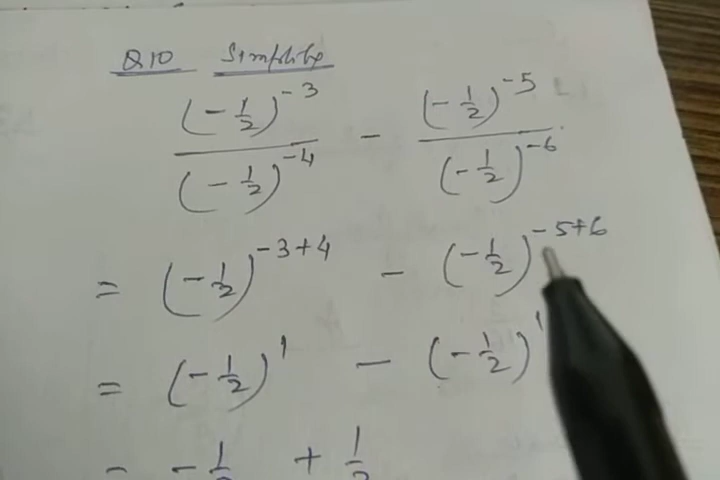 Q10 Simplify
(-1/2)^-3 / (-1/2)^-4 - (-1/2)^-5 / (-1/2)^-6
= (-1/2)^-3+4 - (-1/2)^-5+6
= (-1/2)^1 - (-1/2)^1
= -1/2 + 1/2